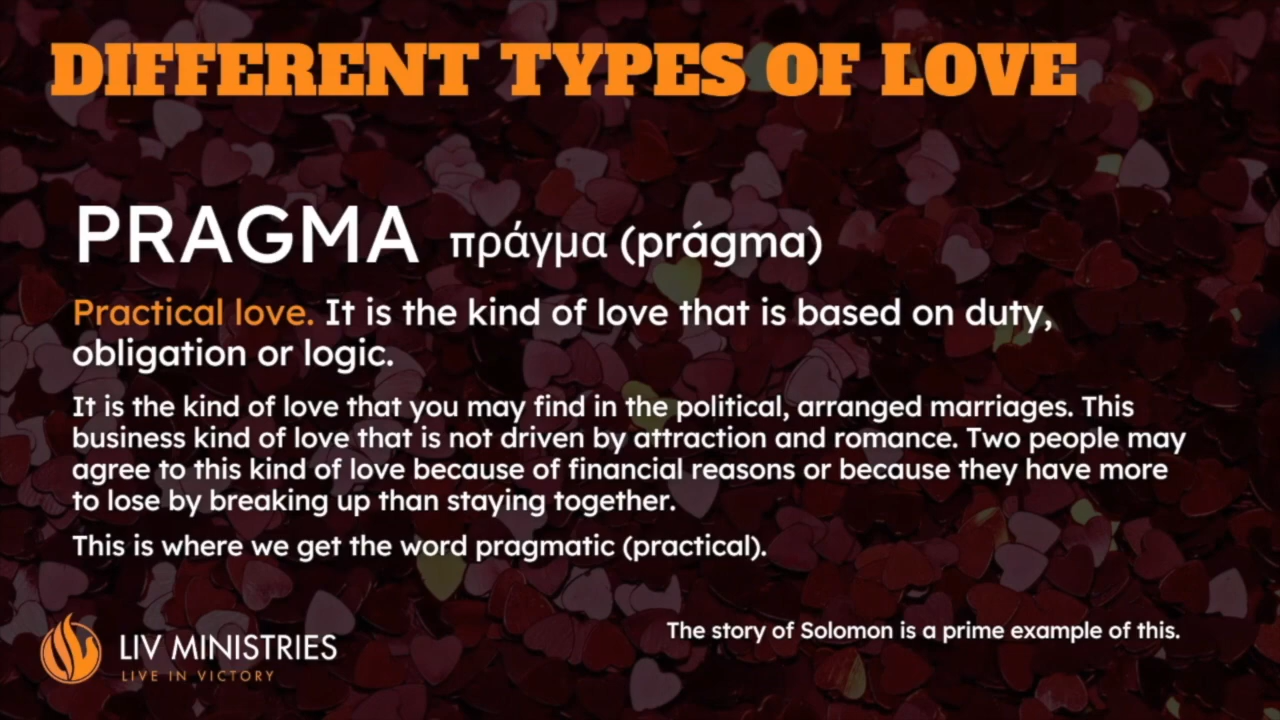 DIFFERENT TYPES OF LOVE
PRAGMA πράγμα (prágma)
Practical love. It is the kind of love that is based on duty,
obligation or logic.
It is the kind of love that you may find in the political, arranged marriages. This
business kind of love that is not driven by attraction and romance. Two people may
agree to this kind of love because of financial reasons or because they have more
to lose by breaking up than staying together.
This is where we get the word pragmatic (practical).
The story of Solomon is a prime example of this.
LIV MINISTRIES
LIVE IN VICTORY